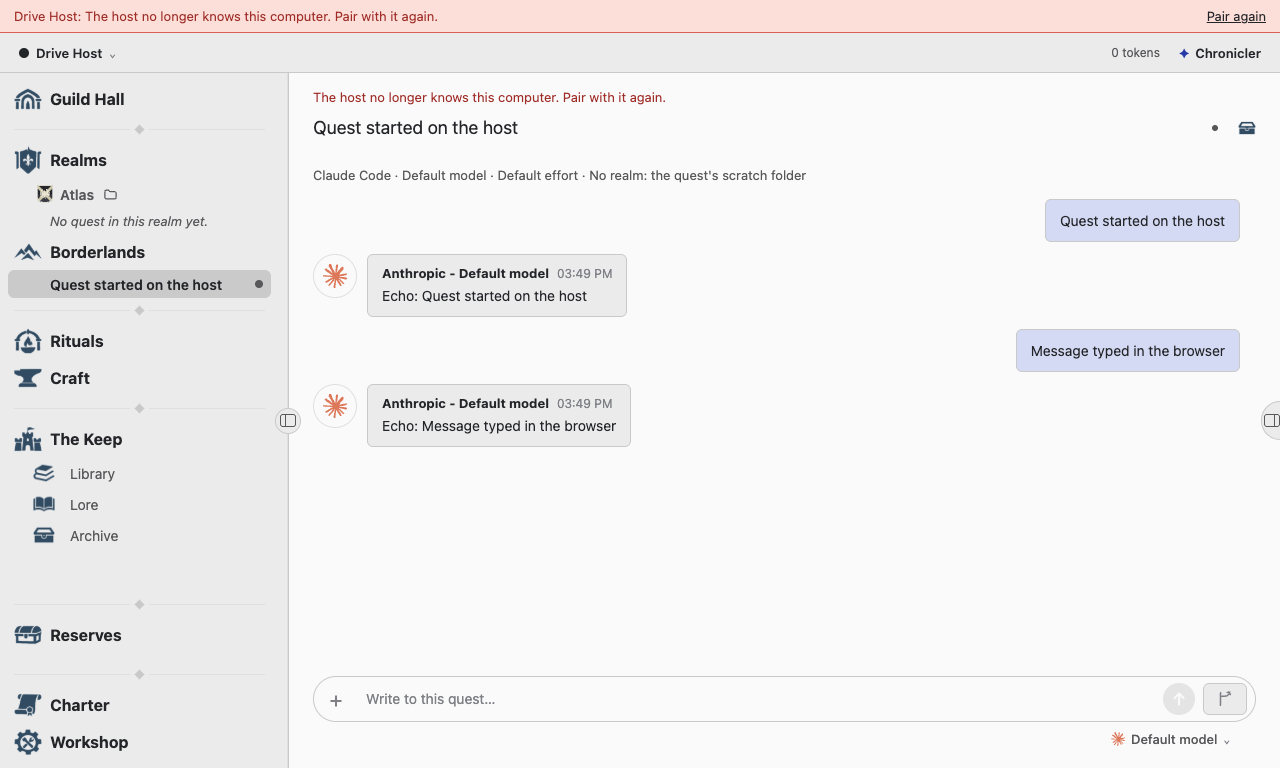 Drive Host: The host no longer knows this computer. Pair with it again.
Pair again
Drive Host
0 tokens
Chronicler
Guild Hall
Realms
Atlas
No quest in this realm yet.
Borderlands
Quest started on the host
Rituals
Craft
The Keep
Library
Lore
Archive
Reserves
Charter
Workshop
The host no longer knows this computer. Pair with it again.
Quest started on the host
Claude Code · Default model · Default effort · No realm: the quest's scratch folder
Quest started on the host
Anthropic - Default model 03:49 PM
Echo: Quest started on the host
Message typed in the browser
Anthropic - Default model 03:49 PM
Echo: Message typed in the browser
Write to this quest…
Default model